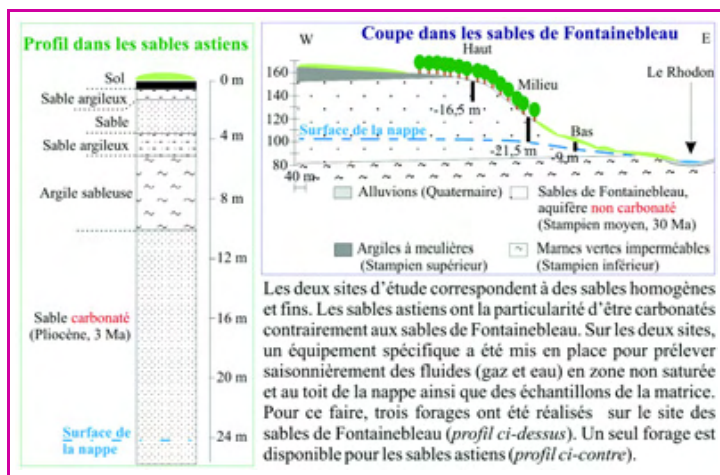 Profil dans les sables astiens
Sol
0 m
Sable argileux
Sable
4 m
Sable argileux
Argile sableuse
8 m
12 m
Sable carbonaté
(Pliocène, 3 Ma)
16 m
20 m
Surface de
la nappe
24 m
Coupe dans les sables de Fontainebleau
W
E
Haut
Milieu
Bas
Le Rhodon
160
140
120
100
80
-16,5 m
-21,5 m
-9 m
Surface de la nappe
40 m
Alluvions (Quaternaire)
Argiles à meulières
(Stampien supérieur)
Sables de Fontainebleau,
aquifère non carbonaté
(Stampien moyen, 30 Ma)
Marnes vertes imperméables
(Stampien inférieur)
Les deux sites d'étude correspondent à des sables homogènes
et fins. Les sables astiens ont la particularité d'être carbonatés
contrairement aux sables de Fontainebleau. Sur les deux sites,
un équipement spécifique a été mis en place pour prélever
saisonnièrement des fluides (gaz et eau) en zone non saturée
et au toit de la nappe ainsi que des échantillons de la matrice.
Pour ce faire, trois forages ont été réalisés sur le site des
sables de Fontainebleau (profil ci-dessus). Un seul forage est
disponible pour les sables astiens (profil ci-contre).